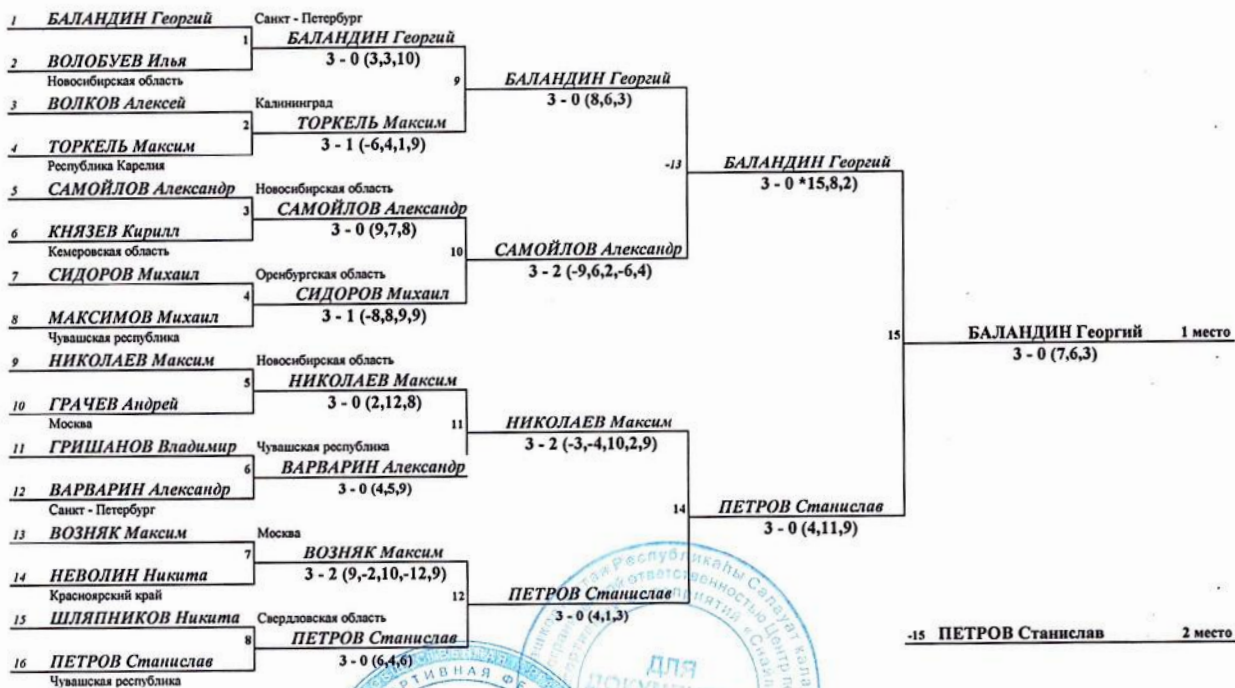 1 БАЛАНДИН Георгий Санкт - Петербург
1 БАЛАНДИН Георгий
2 ВОЛОБУЕВ Илья 3 - 0 (3,3,10)
Новосибирская область 9 БАЛАНДИН Георгий
3 ВОЛКОВ Алексей Калининград 3 - 0 (8,6,3)
2 ТОРКЕЛЬ Максим
4 ТОРКЕЛЬ Максим 3 - 1 (-6,4,1,9)
Республика Карелия -13 БАЛАНДИН Георгий
5 САМОЙЛОВ Александр Новосибирская область 3 - 0 *15,8,2)
3 САМОЙЛОВ Александр
6 КНЯЗЕВ Кирилл 3 - 0 (9,7,8)
Кемеровская область 10 САМОЙЛОВ Александр
7 СИДОРОВ Михаил Оренбургская область 3 - 2 (-9,6,2,-6,4)
4 СИДОРОВ Михаил
8 МАКСИМОВ Михаил 3 - 1 (-8,8,9,9)
Чувашская республика 15 БАЛАНДИН Георгий 1 место
9 НИКОЛАЕВ Максим Новосибирская область 3 - 0 (7,6,3)
5 НИКОЛАЕВ Максим
10 ГРАЧЕВ Андрей 3 - 0 (2,12,8)
Москва 11 НИКОЛАЕВ Максим
11 ГРИШАНОВ Владимир Чувашская республика 3 - 2 (-3,-4,10,2,9)
6 ВАРВАРИН Александр
12 ВАРВАРИН Александр 3 - 0 (4,5,9)
Санкт - Петербург 14 ПЕТРОВ Станислав
13 ВОЗНЯК Максим Москва 3 - 0 (4,11,9)
7 ВОЗНЯК Максим
14 НЕВОЛИН Никита 3 - 2 (9,-2,10,-12,9)
Красноярский край 12 ПЕТРОВ Станислав
15 ШЛЯПНИКОВ Никита Свердловская область 3 - 0 (4,1,3)
8 ПЕТРОВ Станислав -15 ПЕТРОВ Станислав 2 место
16 ПЕТРОВ Станислав 3 - 0 (6,4,6)
Чувашская республика
ДЛЯ